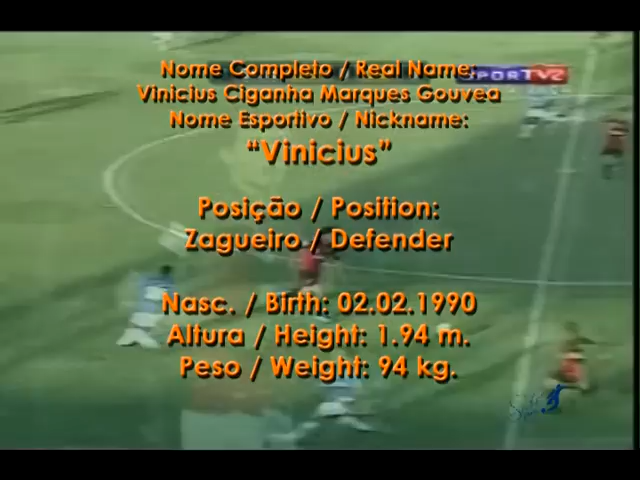 Nome Completo / Real Name:
SPORTV2
Vinicius Ciganha Marques Gouvea
Nome Esportivo / Nickname:
“Vinicius”
Posição / Position:
Zagueiro / Defender
Nasc. / Birth: 02.02.1990
Altura / Height: 1.94 m.
Peso / Weight: 94 kg.